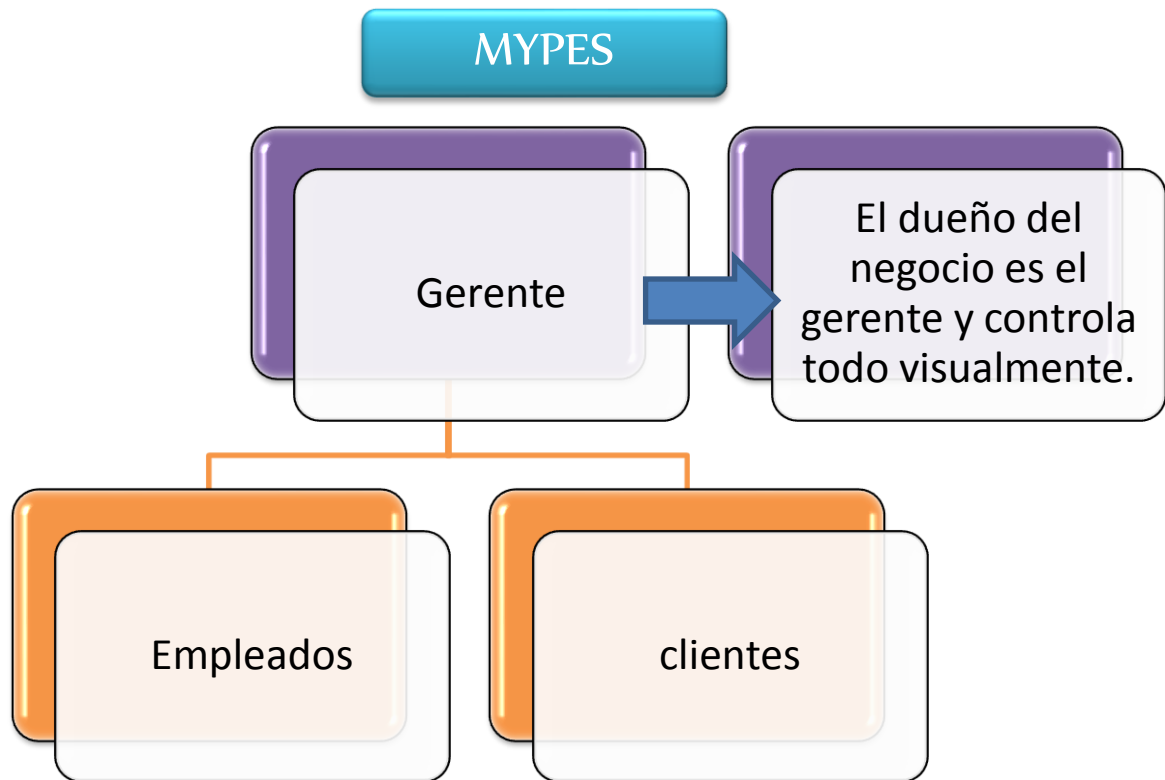 MYPES
Gerente
El dueño del
negocio es el
gerente y controla
todo visualmente.
Empleados
clientes